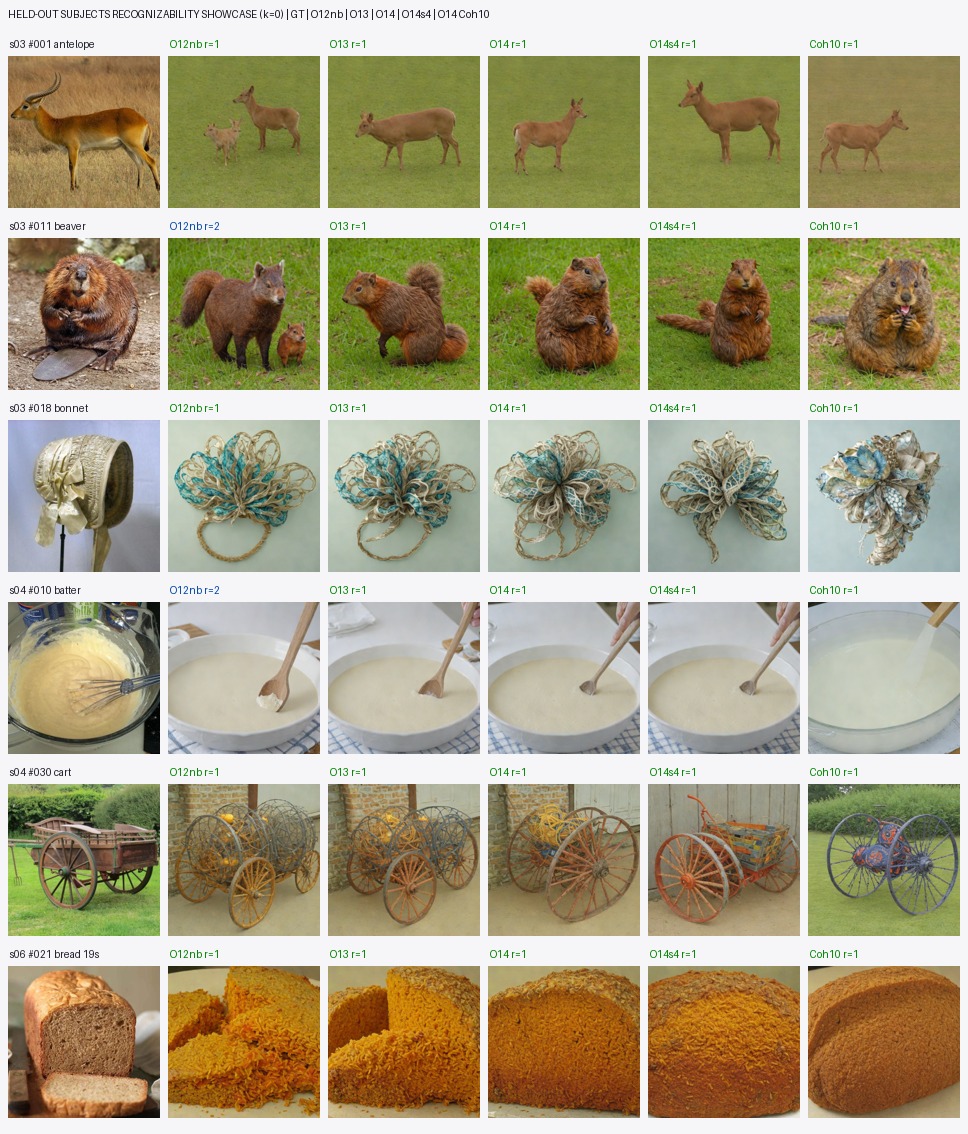 HELD-OUT SUBJECTS RECOGNIZABILITY SHOWCASE (k=0) | GT | O12nb | O13 | O14 | O14s4 | O14 Coh10
s03 #001 antelope O12nb r=1 O13 r=1 O14 r=1 O14s4 r=1 Coh10 r=1
s03 #011 beaver O12nb r=2 O13 r=1 O14 r=1 O14s4 r=1 Coh10 r=1
s03 #018 bonnet O12nb r=1 O13 r=1 O14 r=1 O14s4 r=1 Coh10 r=1
s04 #010 batter O12nb r=2 O13 r=1 O14 r=1 O14s4 r=1 Coh10 r=1
s04 #030 cart O12nb r=1 O13 r=1 O14 r=1 O14s4 r=1 Coh10 r=1
s06 #021 bread 19s O12nb r=1 O13 r=1 O14 r=1 O14s4 r=1 Coh10 r=1